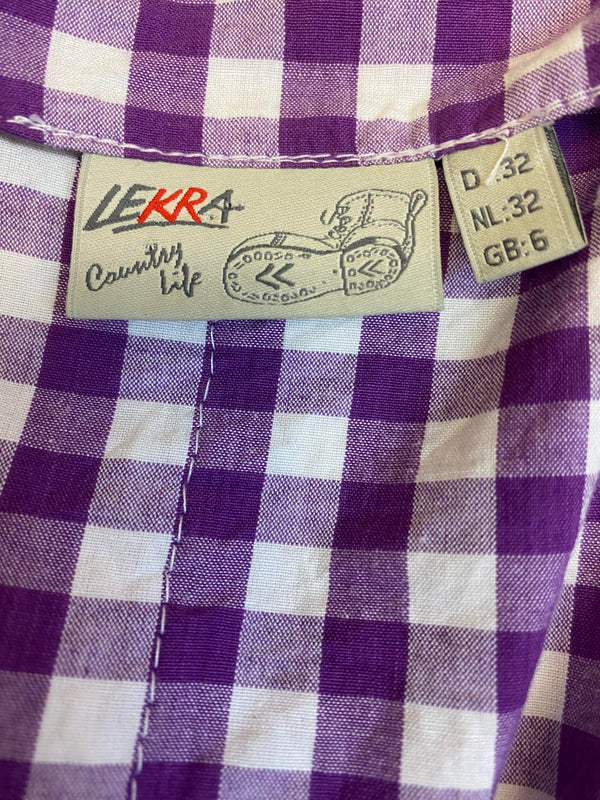 LEKRA
Country
Life
D :32
NL:32
GB:6